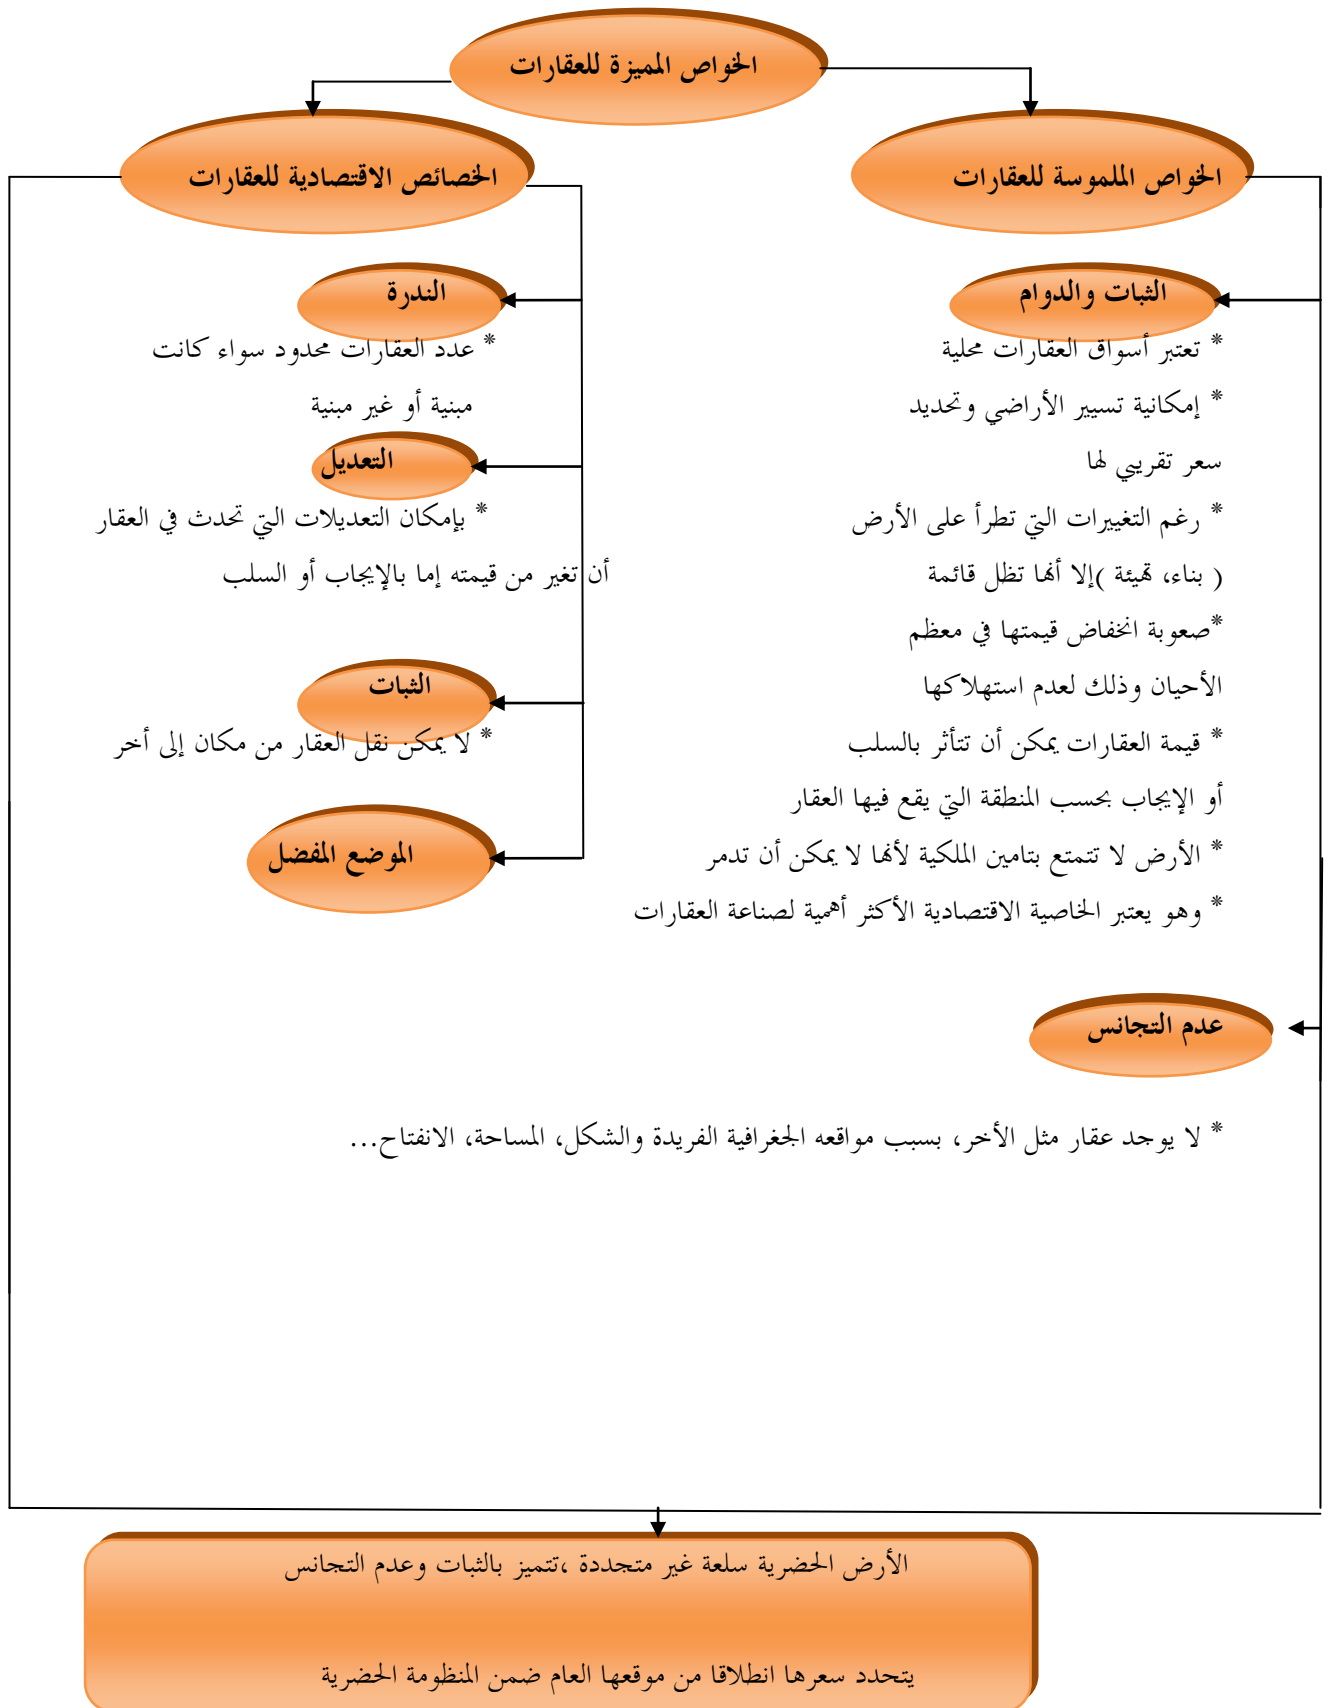 الخواص المميزة للعقارات
الخواص الملموسة للعقارات
الثبات والدوام
* تعتبر أسواق العقارات محلية
* إمكانية تسيير الأراضي وتحديد
سعر تقريبي لها
* رغم التغييرات التي تطرأ على الأرض
( بناء، تهيئة )إلا أنها تظل قائمة
*صعوبة انخفاض قيمتها في معظم
الأحيان وذلك لعدم استهلاكها
* قيمة العقارات يمكن أن تتأثر بالسلب
أو الإيجاب بحسب المنطقة التي يقع فيها العقار
* الأرض لا تتمتع بتامين الملكية لأنها لا يمكن أن تدمر
* وهو يعتبر الخاصية الاقتصادية الأكثر أهمية لصناعة العقارات
عدم التجانس
* لا يوجد عقار مثل الأخر، بسبب مواقعه الجغرافية الفريدة والشكل، المساحة، الانفتاح...
الخصائص الاقتصادية للعقارات
الندرة
* عدد العقارات محدود سواء كانت
مبنية أو غير مبنية
التعديل
* بإمكان التعديلات التي تحدث في العقار
أن تغير من قيمته إما بالإيجاب أو السلب
الثبات
* لا يمكن نقل العقار من مكان إلى أخر
الموضع المفضل
الأرض الحضرية سلعة غير متجددة ،تتميز بالثبات وعدم التجانس
يتحدد سعرها انطلاقا من موقعها العام ضمن المنظومة الحضرية